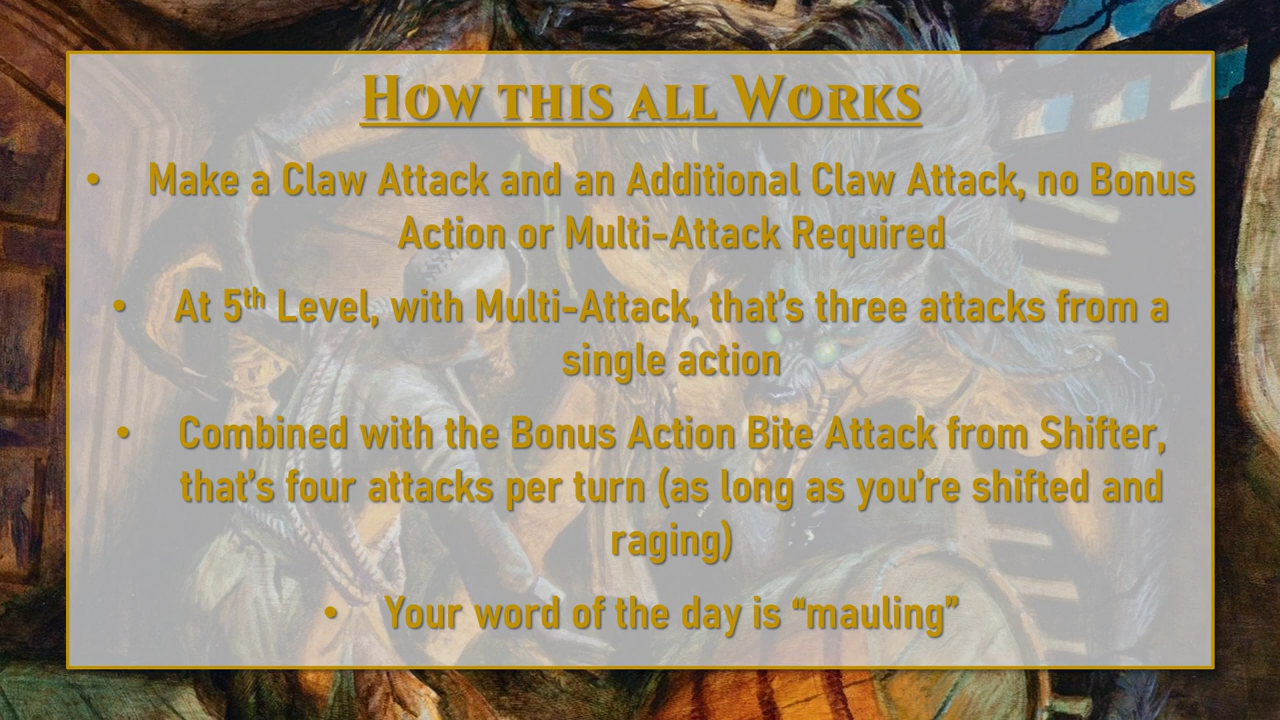 How this all Works
• Make a Claw Attack and an Additional Claw Attack, no Bonus
Action or Multi-Attack Required
• At 5th Level, with Multi-Attack, that’s three attacks from a
single action
• Combined with the Bonus Action Bite Attack from Shifter,
that’s four attacks per turn (as long as you’re shifted and
raging)
• Your word of the day is “mauling”